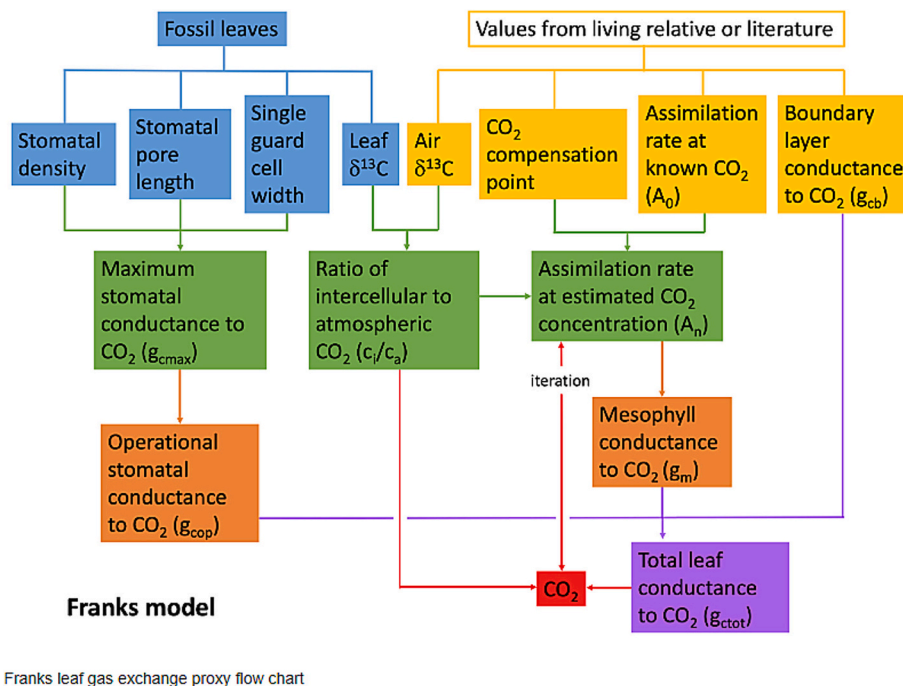 Fossil leaves
Values from living relative or literature
Stomatal
density
Stomatal
pore
length
Single
guard
cell
width
Leaf
δ13C
Air
δ13C
CO2
compensation
point
Assimilation
rate at
known CO2
(A0)
Boundary
layer
conductance
to CO2 (gcb)
Maximum
stomatal
conductance to
CO2 (gcmax)
Ratio of
intercellular to
atmospheric
CO2 (ci/ca)
Assimilation rate
at estimated CO2
concentration (An)
iteration
Operational
stomatal
conductance
to CO2 (gcop)
Mesophyll
conductance
to CO2 (gm)
CO2
Total leaf
conductance
to CO2 (gctot)
Franks model
Franks leaf gas exchange proxy flow chart